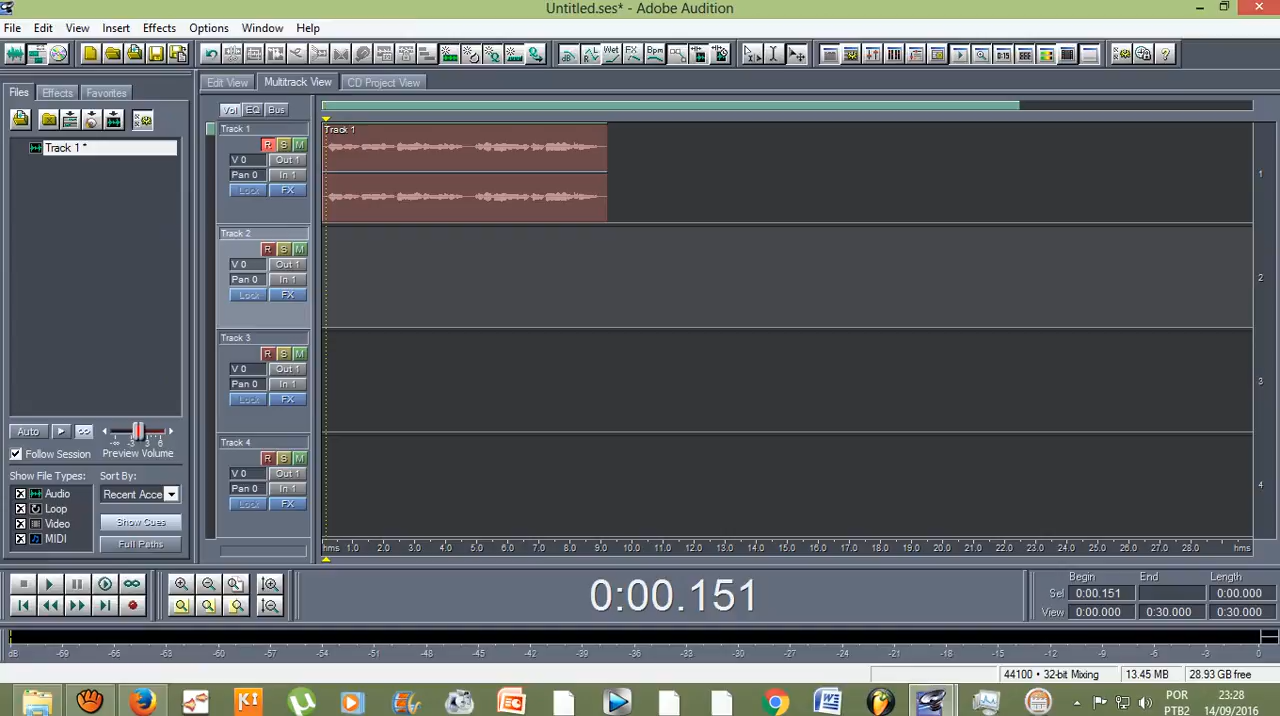 Untitled.ses* - Adobe Audition
File Edit View Insert Effects Options Window Help
Wet FX Bpm
Edit View Multitrack View CD Project View
Files Effects Favorites
Vol EQ Bus
Track 1 *
Track 1
R S M
V 0 Out 1
Pan 0 In 1
Lock FX
Track 1
1
Track 2
R S M
V 0 Out 1
Pan 0 In 1
Lock FX
2
Track 3
R S M
V 0 Out 1
Pan 0 In 1
Lock FX
3
Track 4
R S M
V 0 Out 1
Pan 0 In 1
Lock FX
4
Auto
-∞ -3 3 6
Follow Session Preview Volume
Show File Types: Sort By:
Audio Recent Acce
Loop
Video Show Cues
MIDI Full Paths
hms 1.0 2.0 3.0 4.0 5.0 6.0 7.0 8.0 9.0 10.0 11.0 12.0 13.0 14.0 15.0 16.0 17.0 18.0 19.0 20.0 21.0 22.0 23.0 24.0 25.0 26.0 27.0 28.0 hms
0:00.151
Begin End Length
Sel 0:00.151 0:00.000
View 0:00.000 0:30.000 0:30.000
dB -69 -66 -63 -60 -57 -54 -51 -48 -45 -42 -39 -36 -33 -30 -27 -24 -21 -18 -15 -12 -9 -6 -3 0
44100 • 32-bit Mixing 13.45 MB 28.93 GB free
KI
POR
PTB2
23:28
14/09/2016